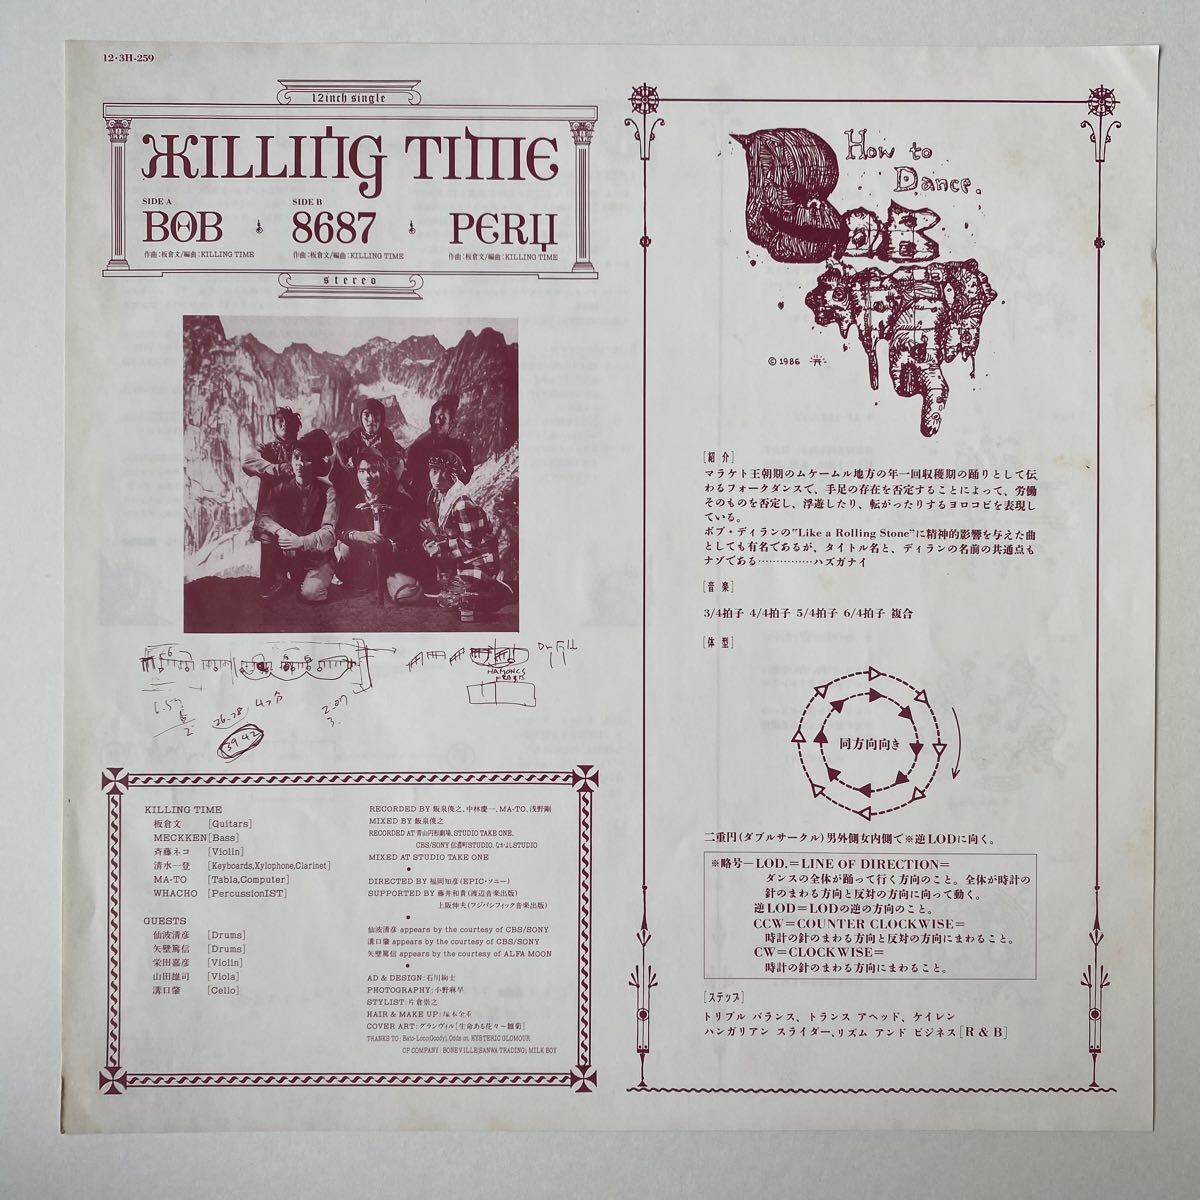 12・3H-259
12inch single
KILLING TIME
SIDE A
BOB
作曲:板倉文/編曲:KILLING TIME
SIDE B
8687
作曲:板倉文/編曲:KILLING TIME
PERU
作曲:板倉文/編曲:KILLING TIME
stereo
Dr Fill
26-28
2.07
3942
KILLING TIME
板倉文 [Guitars]
MECKKEN [Bass]
斉藤ネコ [Violin]
清水一登 [Keyboards,Xylophone,Clarinet]
MA-TO [Tabla,Computer]
WHACHO [PercussionIST]
GUESTS
仙波清彦 [Drums]
矢壁篤信 [Drums]
栄田嘉彦 [Violin]
山田雄司 [Viola]
溝口肇 [Cello]
RECORDED BY 飯泉俊之、中林慶一、MA-TO、浅野剛
MIXED BY 飯泉俊之
RECORDED AT 青山円形劇場、STUDIO TAKE ONE.
CBS/SONY 信濃町STUDIO、なかよしSTUDIO
MIXED AT STUDIO TAKE ONE
DIRECTED BY 福岡知彦(EPIC・ソニー)
SUPPORTED BY 藤井和貴(渡辺音楽出版)
上阪伸夫(フジパシフィック音楽出版)
仙波清彦 appears by the courtesy of CBS/SONY
溝口肇 appears by the courtesy of CBS/SONY
矢壁篤信 appears by the courtesy of ALFA MOON
AD & DESIGN:石川絢士
PHOTOGRAPHY:小野麻早
STYLIST:片倉崇之
HAIR & MAKE UP:塚本全重
COVER ART:グランヴィル[生命ある花々~雛菊]
THANKS TO : Bato-Loco(Goody), Odds on, HYSTERIC GLOMOUR
CP COMPANY : BONEVILLE(SANWA TRADING), MILK BOY
How to
Dance.
BOB
©1986
[紹介]
マラケト王朝期のムケームル地方の年一回収穫期の踊りとして伝
わるフォークダンスで、手足の存在を否定することによって、労働
そのものを否定し、浮遊したり、転がったりするヨロコビを表現し
ている。
ボブ・ディランの"Like a Rolling Stone"に精神的影響を与えた曲
としても有名であるが、タイトル名と、ディランの名前の共通点も
ナゾである……………ハズガナイ
[音楽]
3/4拍子 4/4拍子 5/4拍子 6/4拍子 複合
[体型]
同方向向き
二重円(ダブルサークル)男外側女内側で※逆LODに向く。
※略号—LOD.=LINE OF DIRECTION=
ダンスの全体が踊って行く方向のこと。全体が時計の
針のまわる方向と反対の方向に向って動く。
逆LOD=LODの逆の方向のこと。
CCW=COUNTER CLOCKWISE=
時計の針のまわる方向と反対の方向にまわること。
CW=CLOCKWISE=
時計の針のまわる方向にまわること。
[ステップ]
トリプル バランス、トランス アヘッド、ケイレン
ハンガリアン スライダー、リズム アンド ビジネス[R & B]